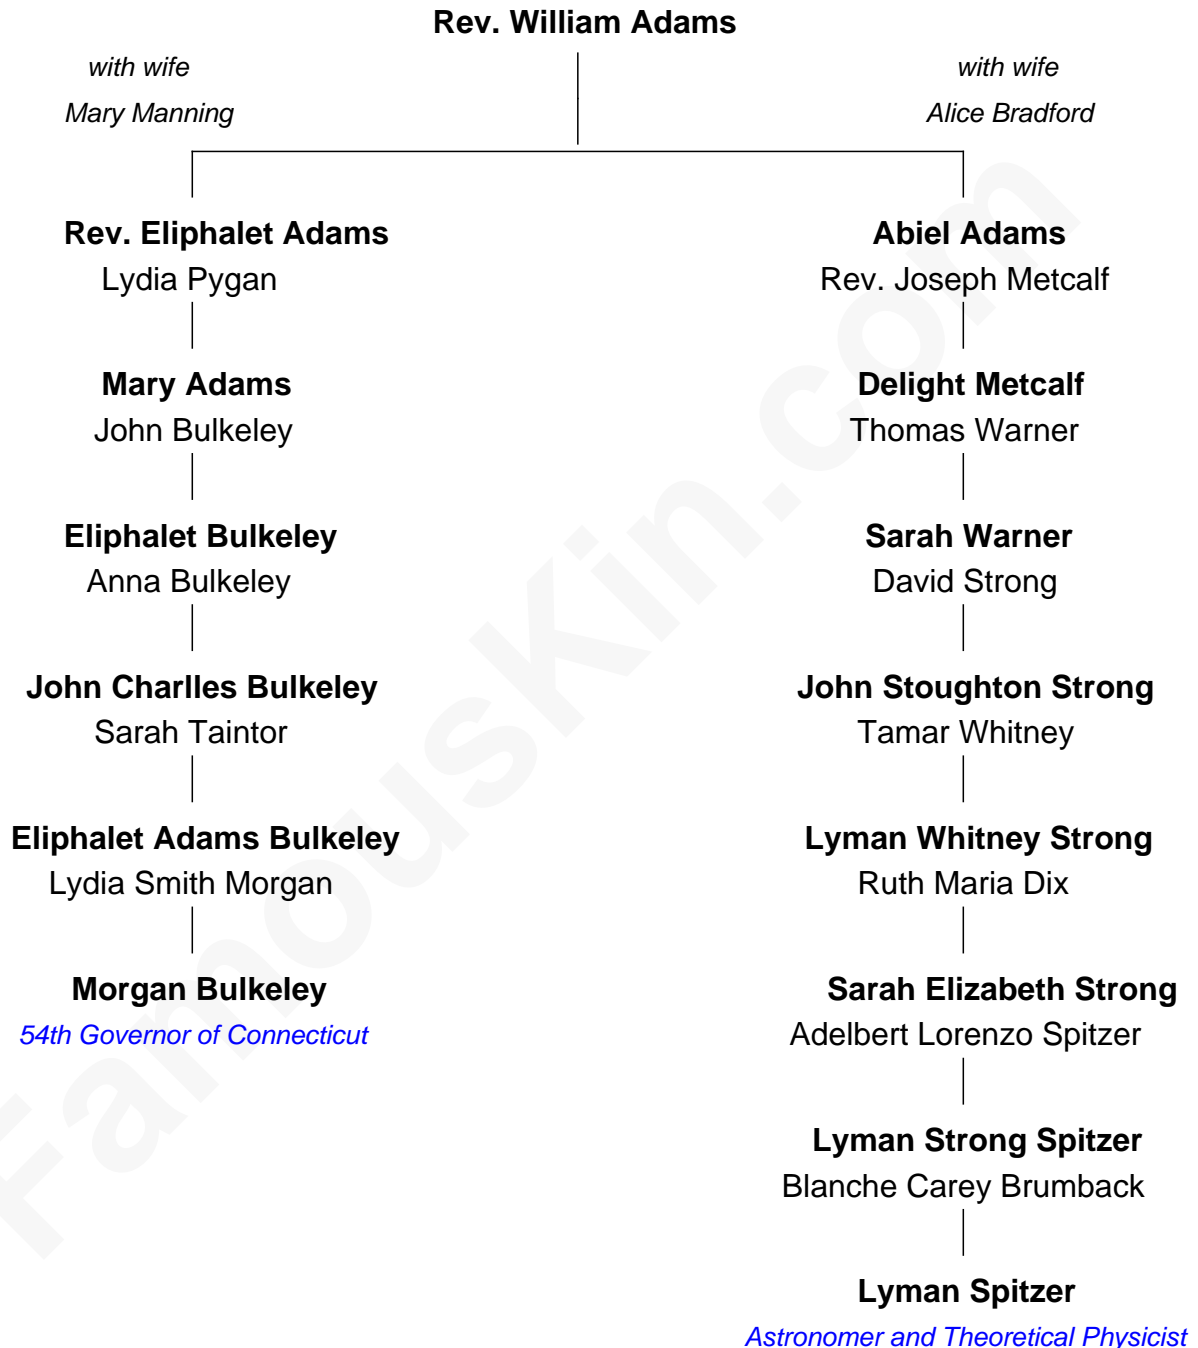 Rev. William Adams
with wife
Mary Manning
with wife
Alice Bradford
Rev. Eliphalet Adams
Lydia Pygan
Mary Adams
John Bulkeley
Eliphalet Bulkeley
Anna Bulkeley
John Charlles Bulkeley
Sarah Taintor
Eliphalet Adams Bulkeley
Lydia Smith Morgan
Morgan Bulkeley
54th Governor of Connecticut
Abiel Adams
Rev. Joseph Metcalf
Delight Metcalf
Thomas Warner
Sarah Warner
David Strong
John Stoughton Strong
Tamar Whitney
Lyman Whitney Strong
Ruth Maria Dix
Sarah Elizabeth Strong
Adelbert Lorenzo Spitzer
Lyman Strong Spitzer
Blanche Carey Brumback
Lyman Spitzer
Astronomer and Theoretical Physicist
FamousKin.com